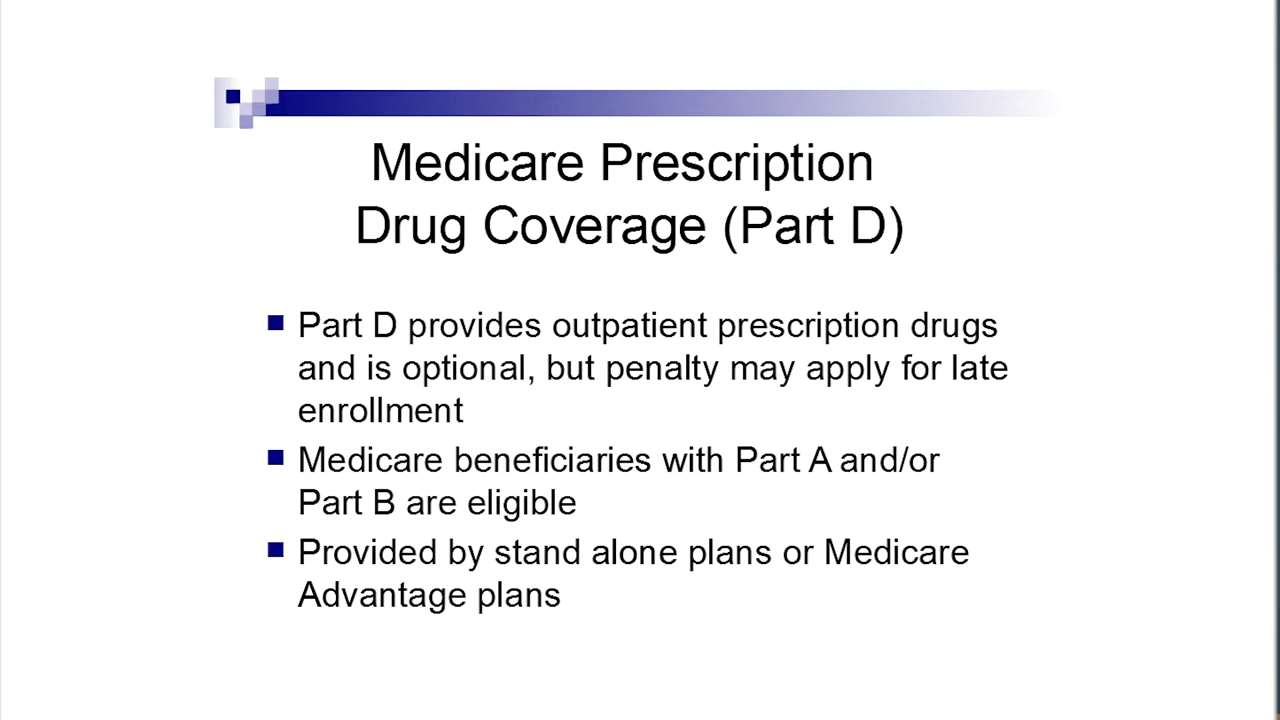 Medicare Prescription
Drug Coverage (Part D)
Part D provides outpatient prescription drugs
and is optional, but penalty may apply for late
enrollment
Medicare beneficiaries with Part A and/or
Part B are eligible
Provided by stand alone plans or Medicare
Advantage plans